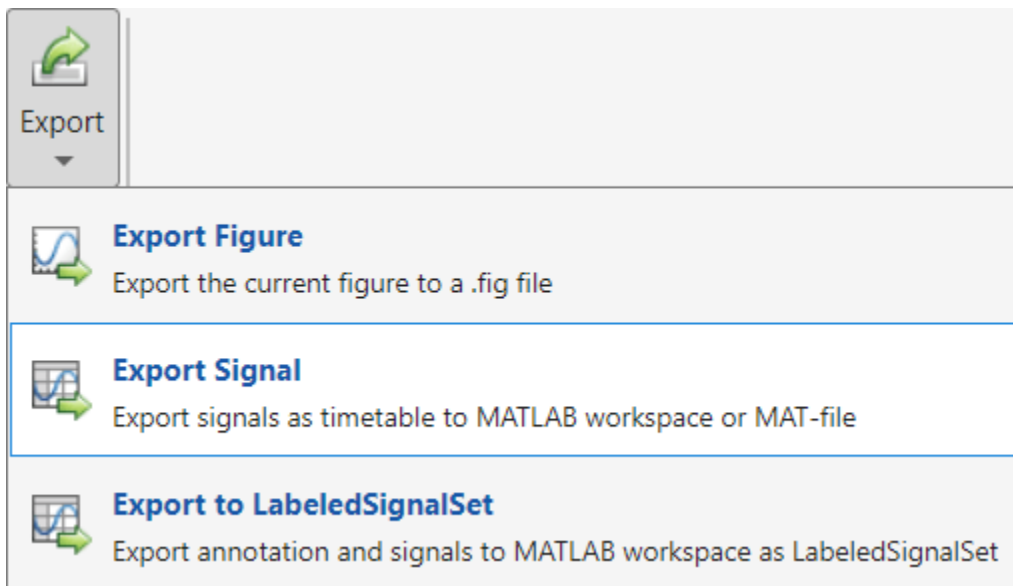 Export
Export Figure
Export the current figure to a .fig file
Export Signal
Export signals as timetable to MATLAB workspace or MAT-file
Export to LabeledSignalSet
Export annotation and signals to MATLAB workspace as LabeledSignalSet